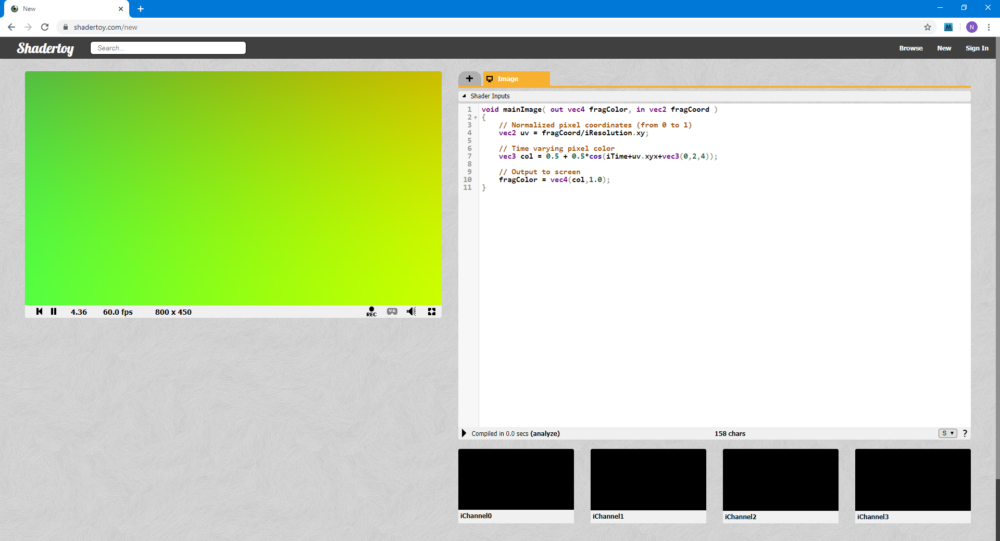 New
shadertoy.com/new
M
N
Shadertoy
Search...
Browse
New
Sign In
+
Image
Shader Inputs
1 void mainImage( out vec4 fragColor, in vec2 fragCoord )
2 {
3 // Normalized pixel coordinates (from 0 to 1)
4 vec2 uv = fragCoord/iResolution.xy;
5
6 // Time varying pixel color
7 vec3 col = 0.5 + 0.5*cos(iTime+uv.xyx+vec3(0,2,4));
8
9 // Output to screen
10 fragColor = vec4(col,1.0);
11 }
4.36
60.0 fps
800 x 450
REC
VR
Compiled in 0.0 secs (analyze)
158 chars
S
?
iChannel0
iChannel1
iChannel2
iChannel3